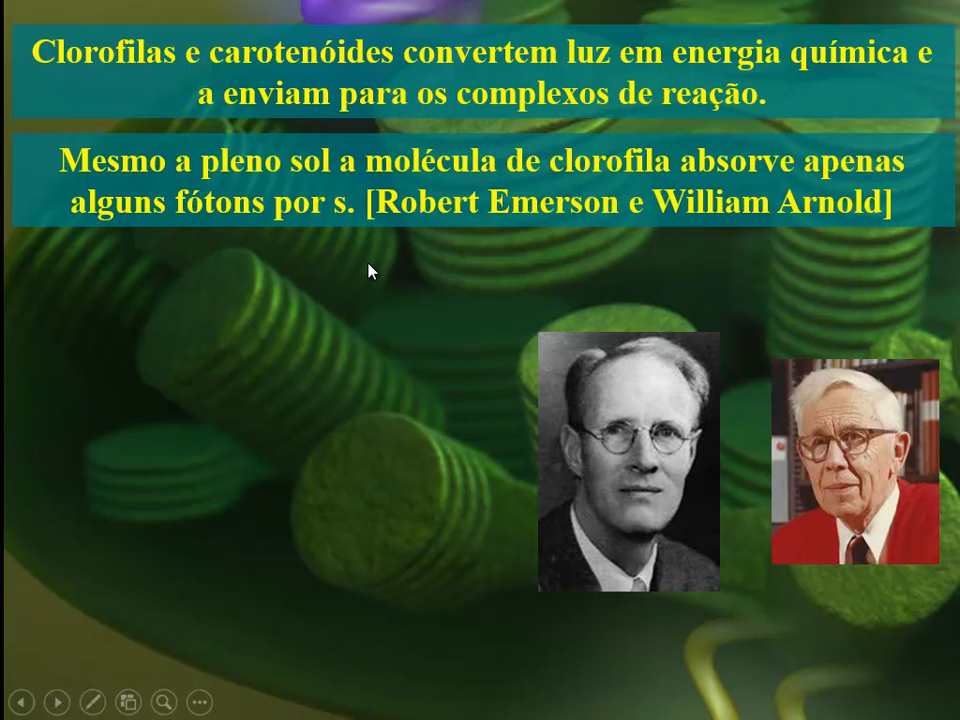 Clorofilas e carotenóides convertem luz em energia química e
a enviam para os complexos de reação.
Mesmo a pleno sol a molécula de clorofila absorve apenas
alguns fótons por s. [Robert Emerson e William Arnold]